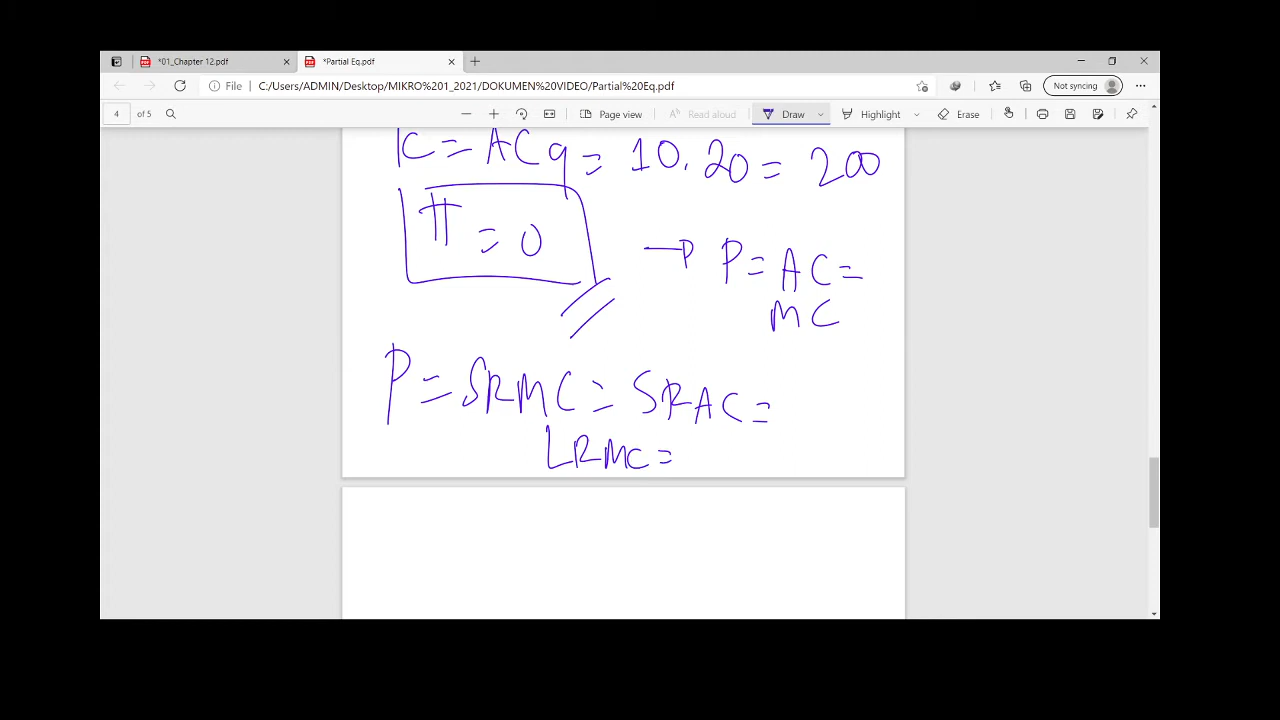 *01_Chapter 12.pdf
*Partial Eq.pdf
File C:/Users/ADMIN/Desktop/MIKRO%201_2021/DOKUMEN%20VIDEO/Partial%20Eq.pdf Not syncing
4 of 5 Page view Read aloud Draw Highlight Erase
TC = ACq = 10.20 = 200
π = 0
→ P = AC =
MC
P = SRMC = SRAC =
LRMC =